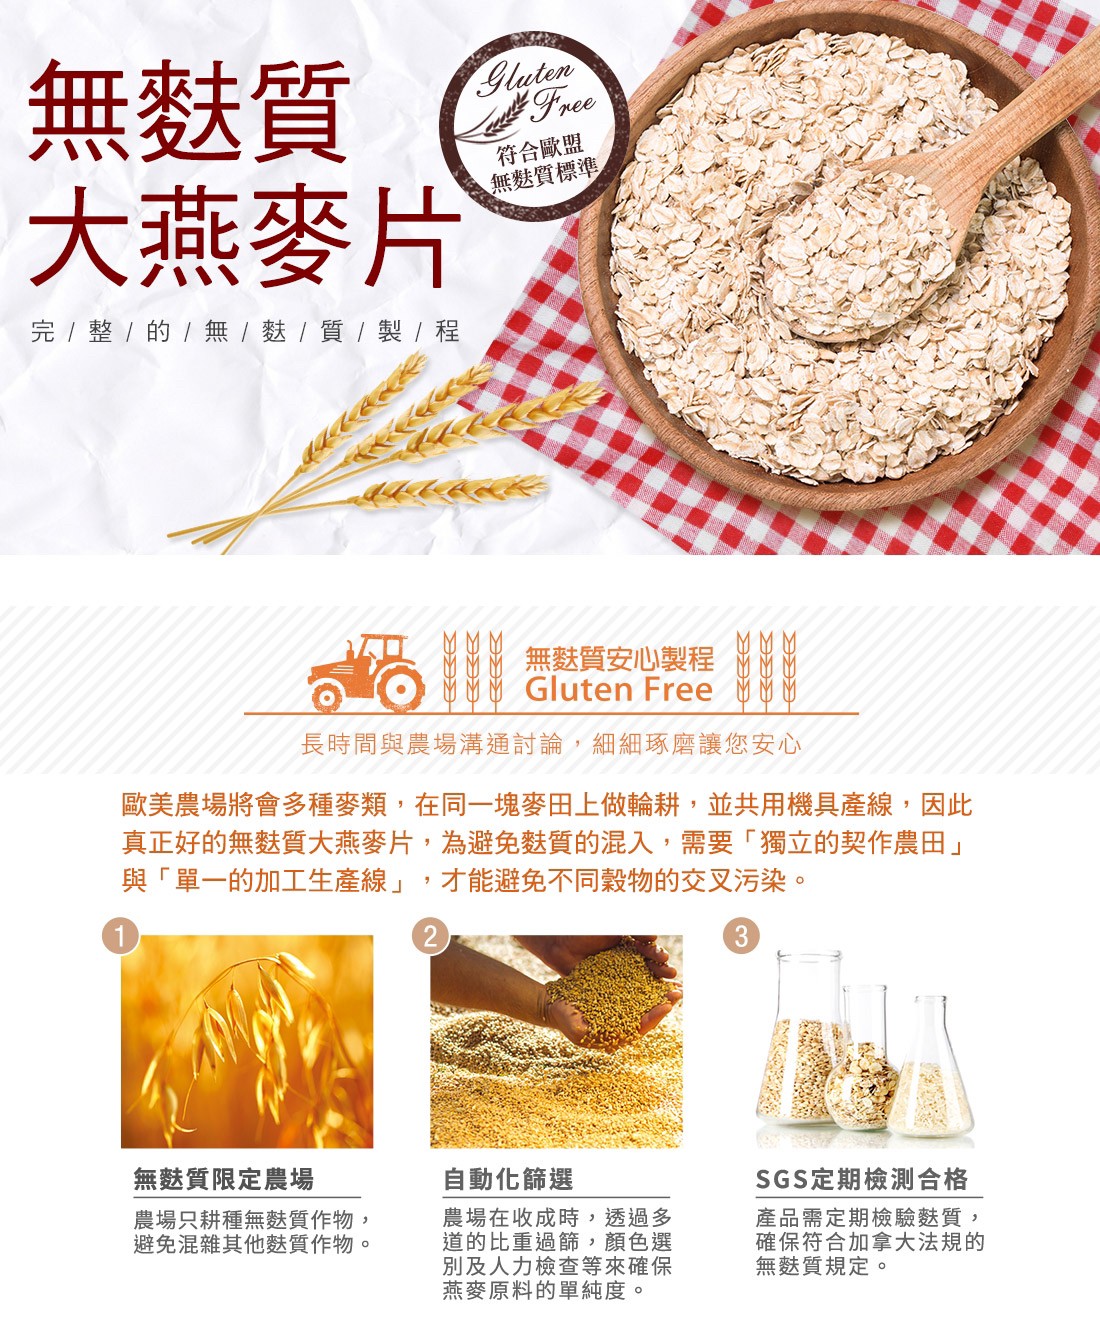 無麩質
大燕麥片
完/整/的/無/麩/質/製/程
Gluten
Free
符合歐盟
無麩質標準
無麩質安心製程
Gluten Free
長時間與農場溝通討論，細細琢磨讓您安心
歐美農場將會多種麥類，在同一塊麥田上做輪耕，並共用機具產線，因此
真正好的無麩質大燕麥片，為避免麩質的混入，需要「獨立的契作農田」
與「單一的加工生產線」，才能避免不同穀物的交叉污染。
1
無麩質限定農場
農場只耕種無麩質作物，
避免混雜其他麩質作物。
2
自動化篩選
農場在收成時，透過多
道的比重過篩，顏色選
別及人力檢查等來確保
燕麥原料的單純度。
3
SGS定期檢測合格
產品需定期檢驗麩質，
確保符合加拿大法規的
無麩質規定。